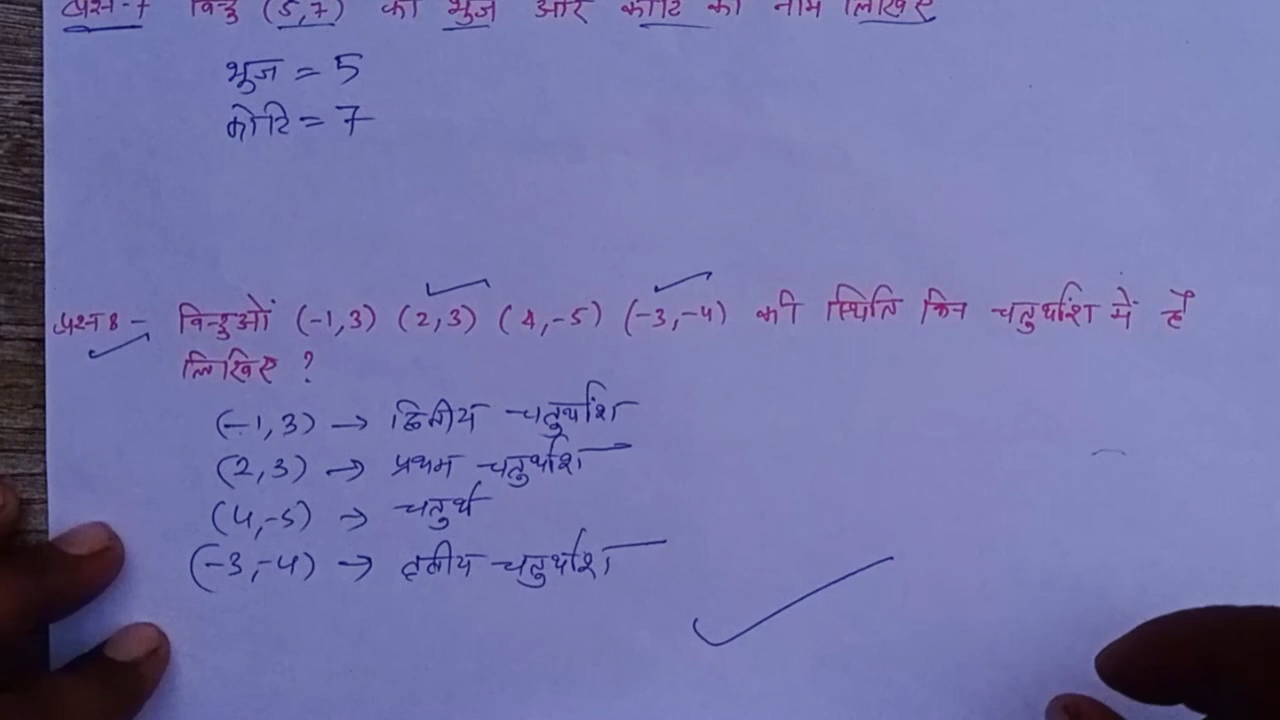 प्रश्न-7 बिन्दु (5,7) का भुज और कोटि का नाम लिखिए
भुज = 5
कोटि = 7
प्रश्न 8- बिन्दुओं (-1,3) (2,3) (4,-5) (-3,-4) की स्थिति किन चतुर्थांश में है
लिखिए ?
(-1,3) → द्वितीय चतुर्थांश
(2,3) → प्रथम चतुर्थांश
(4,-5) → चतुर्थ
(-3,-4) → तृतीय चतुर्थांश